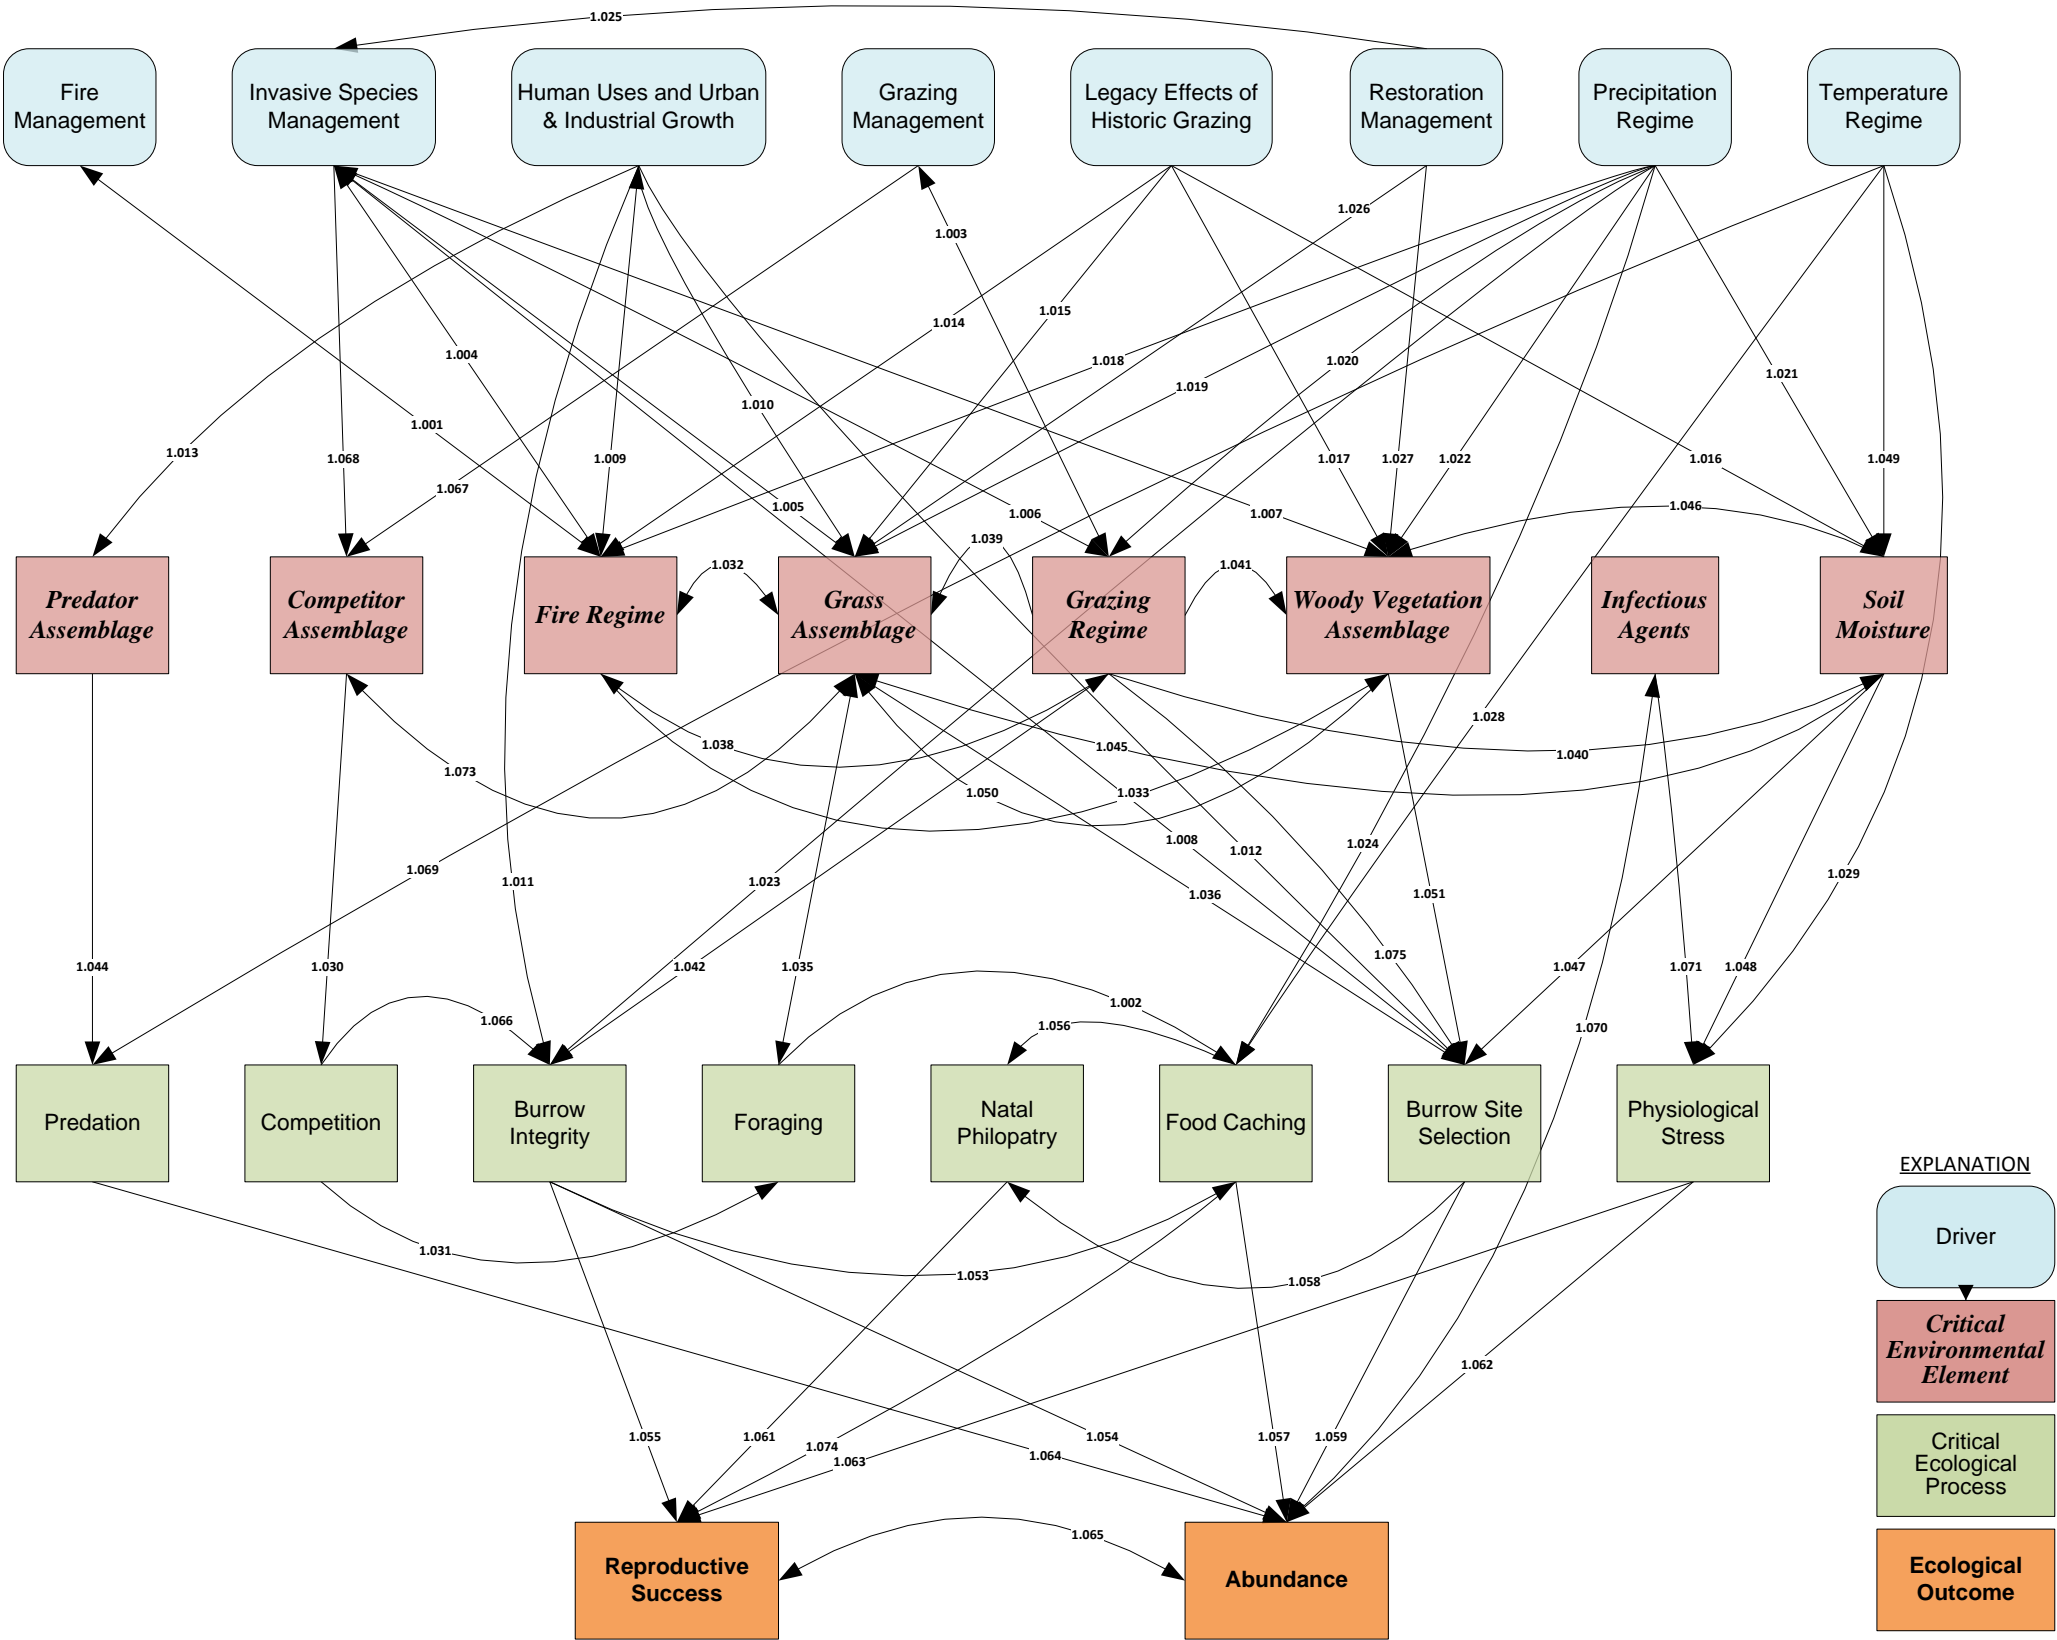 1.025
Fire
Management
Invasive Species
Management
Human Uses and Urban
& Industrial Growth
Grazing
Management
Legacy Effects of
Historic Grazing
Restoration
Management
Precipitation
Regime
Temperature
Regime
1.026
1.003
1.015
1.014
1.004
1.018
1.020
1.021
1.019
1.010
1.001
1.013
1.068
1.009
1.017
1.027
1.022
1.016
1.049
1.067
1.005
1.006
1.007
1.046
1.039
1.032
1.041
Predator
Assemblage
Competitor
Assemblage
Fire Regime
Grass
Assemblage
Grazing
Regime
Woody Vegetation
Assemblage
Infectious
Agents
Soil
Moisture
1.028
1.038
1.045
1.040
1.073
1.050
1.033
1.008
1.012
1.024
1.069
1.011
1.023
1.029
1.036
1.051
1.075
1.044
1.030
1.042
1.035
1.047
1.071
1.048
1.002
1.066
1.056
1.070
Predation
Competition
Burrow
Integrity
Foraging
Natal
Philopatry
Food Caching
Burrow Site
Selection
Physiological
Stress
EXPLANATION
Driver
1.031
1.053
1.058
Critical
Environmental
Element
1.062
1.055
1.061
1.074
1.063
1.054
1.064
1.057
1.059
Critical
Ecological
Process
1.065
Reproductive
Success
Abundance
Ecological
Outcome